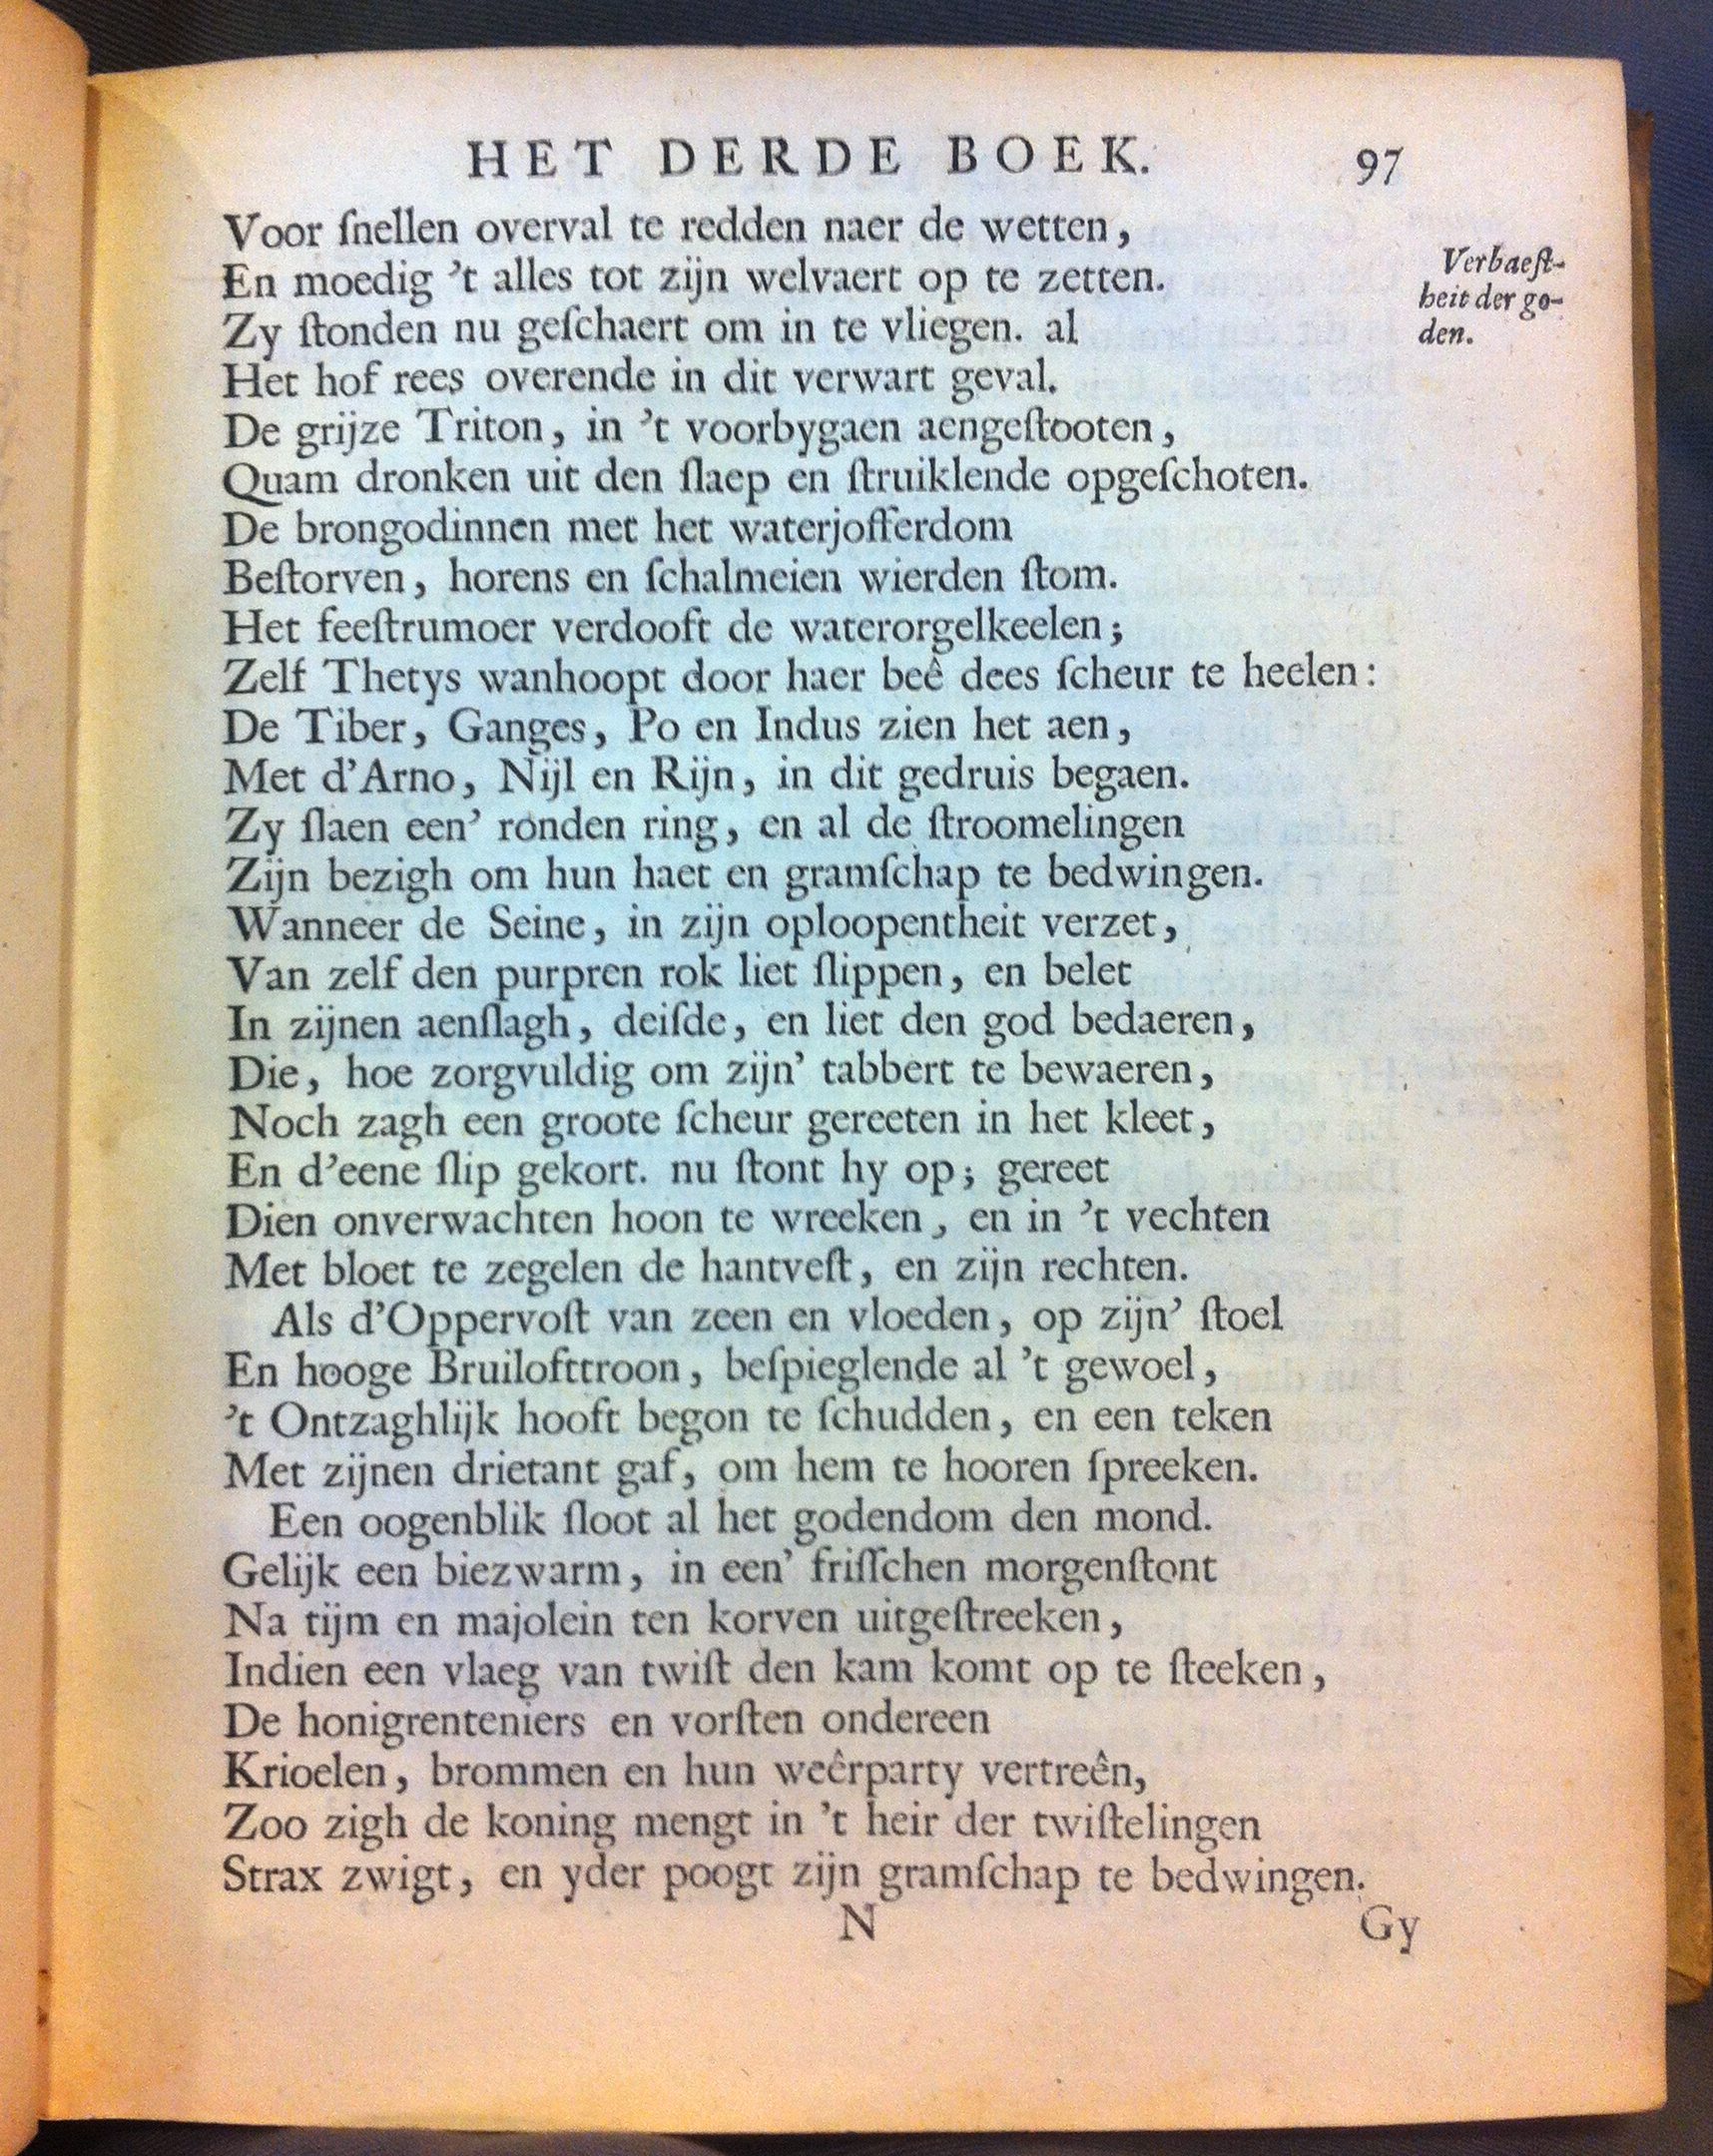 HET DERDE BOEK. 97
Voor ſnellen overval te redden naer de wetten,
En moedig 't alles tot zijn welvaert op te zetten.
Verbaeſt-
heit der go-
den.
Zy ſtonden nu geſchaert om in te vliegen. al
Het hof rees overende in dit verwart geval.
De grijze Triton, in 't voorbygaen aengeſtooten,
Quam dronken uit den ſlaep en ſtruiklende opgeſchoten.
De brongodinnen met het waterjofferdom
Beſtorven, horens en ſchalmeien wierden ſtom.
Het feeſtrumoer verdooft de waterorgelkeelen;
Zelf Thetys wanhoopt door haer beê dees ſcheur te heelen:
De Tiber, Ganges, Po en Indus zien het aen,
Met d'Arno, Nijl en Rijn, in dit gedruis begaen.
Zy ſlaen een' ronden ring, en al de ſtroomelingen
Zijn bezigh om hun haet en gramſchap te bedwingen.
Wanneer de Seine, in zijn oploopentheit verzet,
Van zelf den purpren rok liet ſlippen, en belet
In zijnen aenſlagh, deiſde, en liet den god bedaeren,
Die, hoe zorgvuldig om zijn' tabbert te bewaeren,
Noch zagh een groote ſcheur gereeten in het kleet,
En d'eene ſlip gekort. nu ſtont hy op; gereet
Dien onverwachten hoon te wreeken, en in 't vechten
Met bloet te zegelen de hantveſt, en zijn rechten.
Als d'Oppervoſt van zeen en vloeden, op zijn' ſtoel
En hooge Bruilofttroon, beſpieglende al 't gewoel,
't Ontzaghlijk hooft begon te ſchudden, en een teken
Met zijnen drietant gaf, om hem te hooren ſpreeken.
Een oogenblik ſloot al het godendom den mond.
Gelijk een biezwarm, in een' friſſchen morgenſtont
Na tijm en majolein ten korven uitgeſtreeken,
Indien een vlaeg van twiſt den kam komt op te ſteeken,
De honigrenteniers en vorſten ondereen
Krioelen, brommen en hun weêrparty vertreên,
Zoo zigh de koning mengt in 't heir der twiſtelingen
Strax zwigt, en yder poogt zijn gramſchap te bedwingen.
N Gy